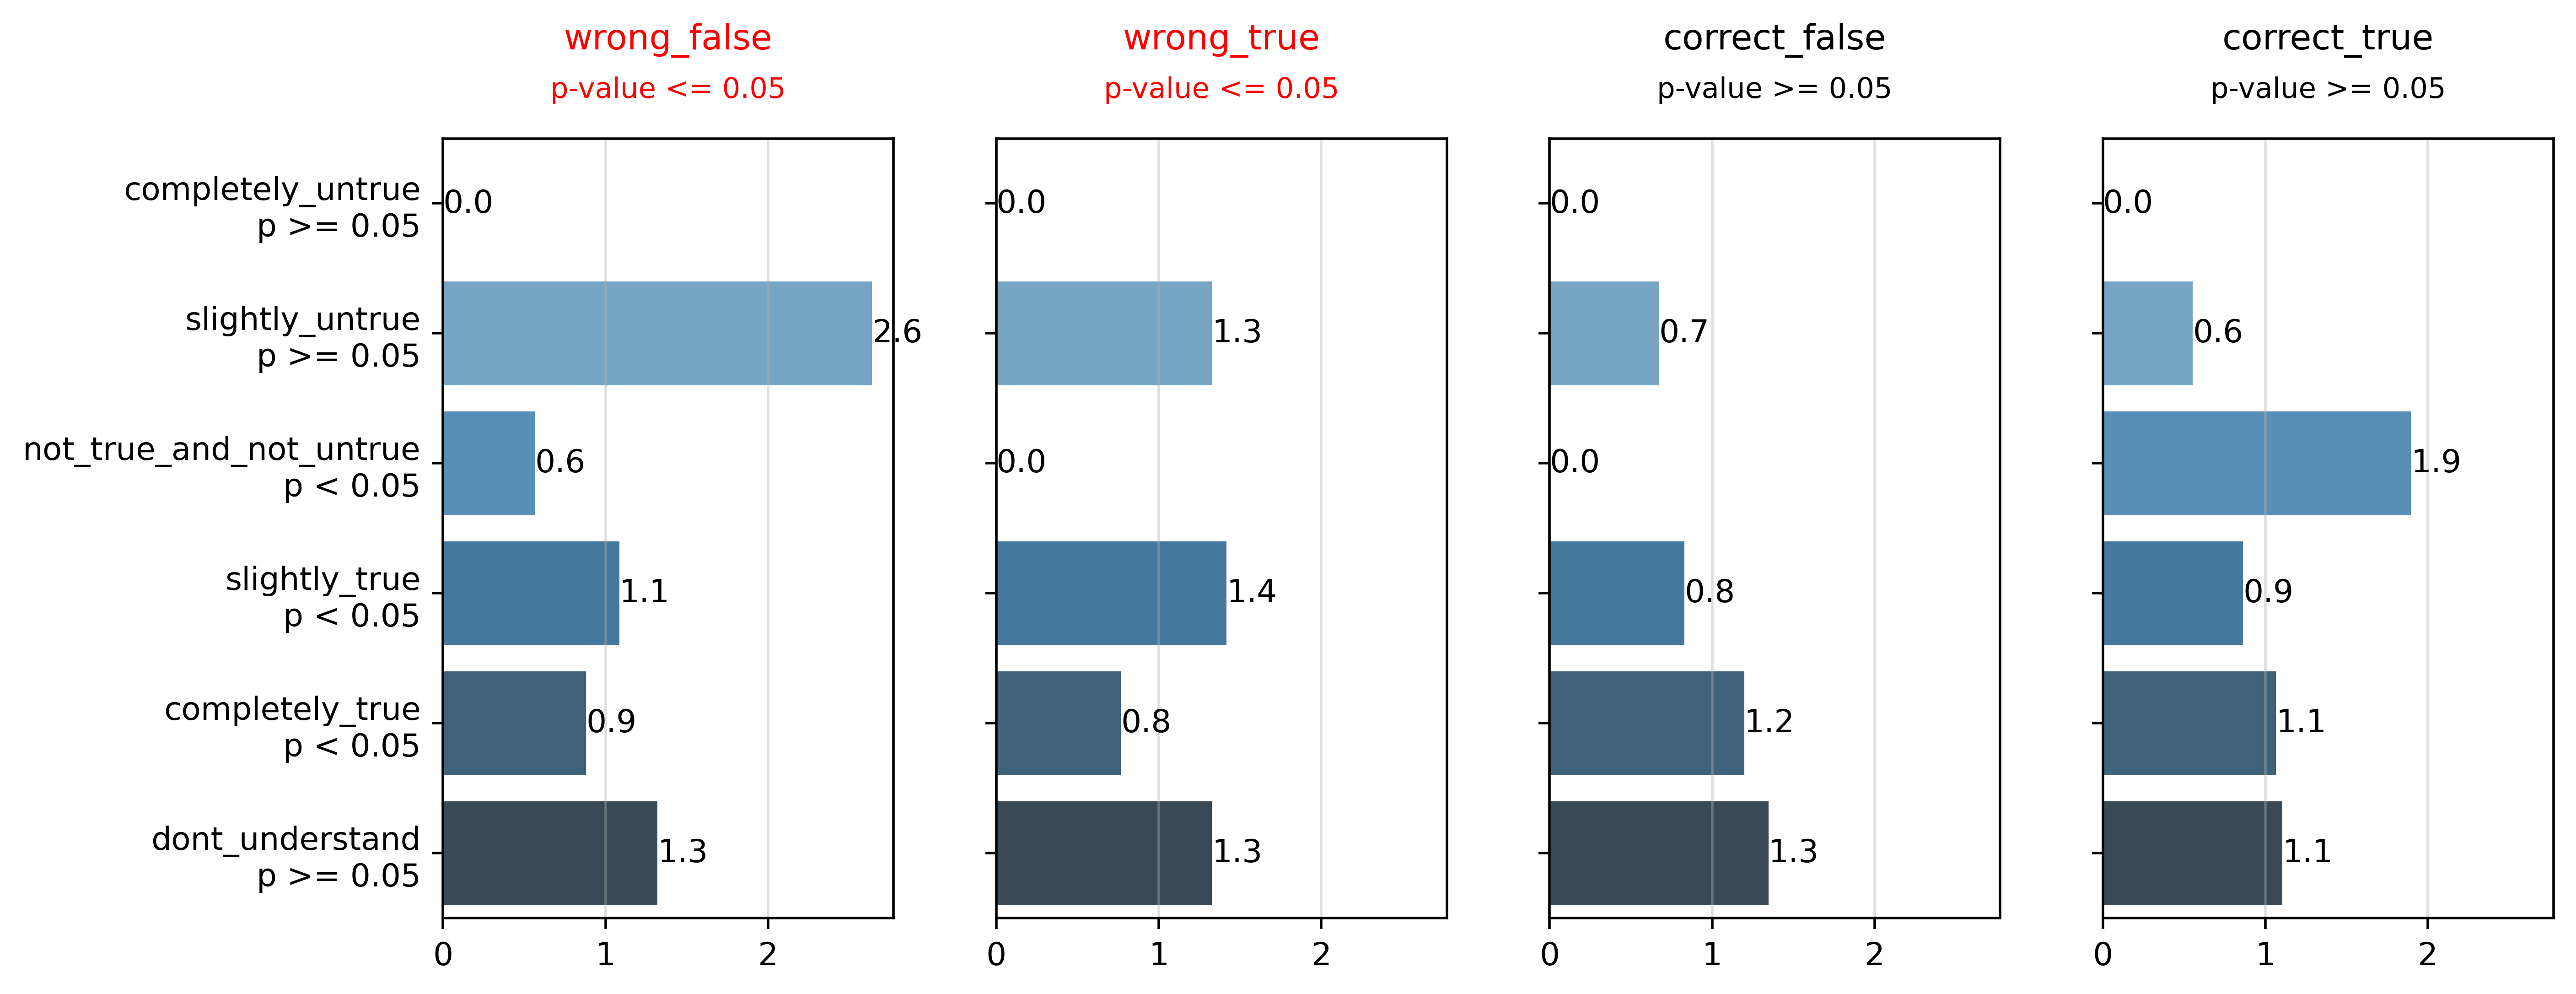 wrong_false
p-value <= 0.05
wrong_true
p-value <= 0.05
correct_false
p-value >= 0.05
correct_true
p-value >= 0.05
completely_untrue
p >= 0.05
0.0
0.0
0.0
0.0
slightly_untrue
p >= 0.05
2.6
1.3
0.7
0.6
not_true_and_not_untrue
p < 0.05
0.6
0.0
0.0
1.9
slightly_true
p < 0.05
1.1
1.4
0.8
0.9
completely_true
p < 0.05
0.9
0.8
1.2
1.1
dont_understand
p >= 0.05
1.3
1.3
1.3
1.1
0 1 2
0 1 2
0 1 2
0 1 2